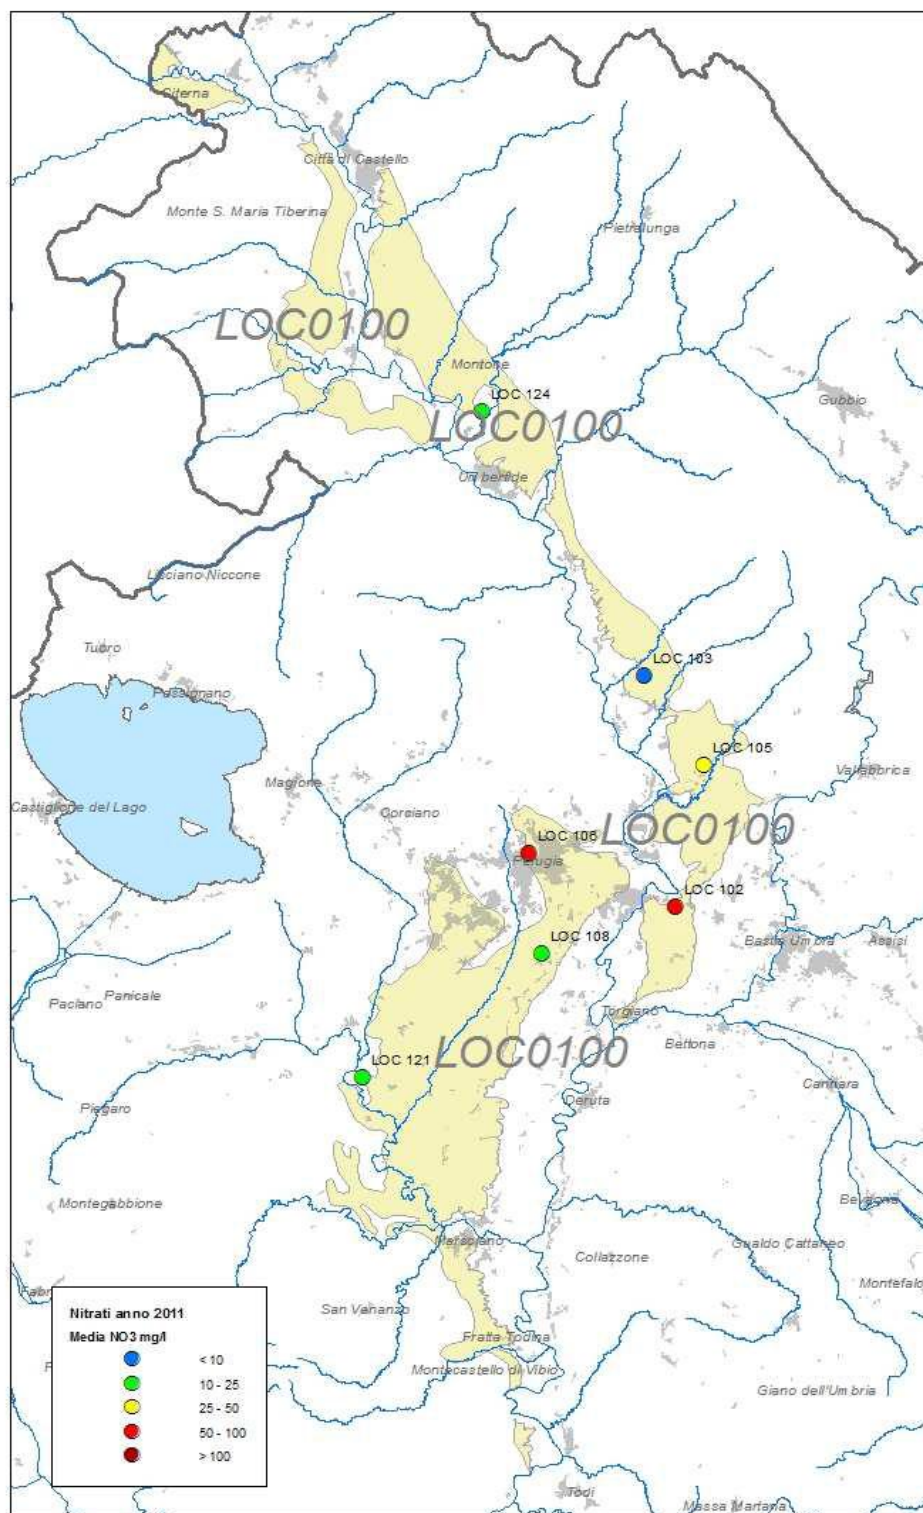 Citerna
Città di Castello
Monte S. Maria Tiberina
Pietralunga
LOC0100
Montone
LOC 124
Gubbio
LOC0100
Umbertide
Lisciano Niccone
Tuoro
LOC 103
Passignano
LOC 105
Valfabbrica
Magione
Castiglione del Lago
Corciano
LOC0100
LOC 106
Perugia
LOC 102
Bastia Umbra
Assisi
LOC 108
Panicale
Paciano
Torgiano
Bettona
LOC0100
LOC 121
Cannara
Deruta
Piegaro
Montegabbione
Bevagna
Marsciano
Gualdo Cattaneo
Collazzone
Montefalc
Fabr
San Venanzo
Fratta Todina
Montecastello di Vibio
Giano dell'Umbria
Todi
Massa Martana
Nitrati anno 2011
Media NO3 mg/l
< 10
10 - 25
25 - 50
50 - 100
> 100